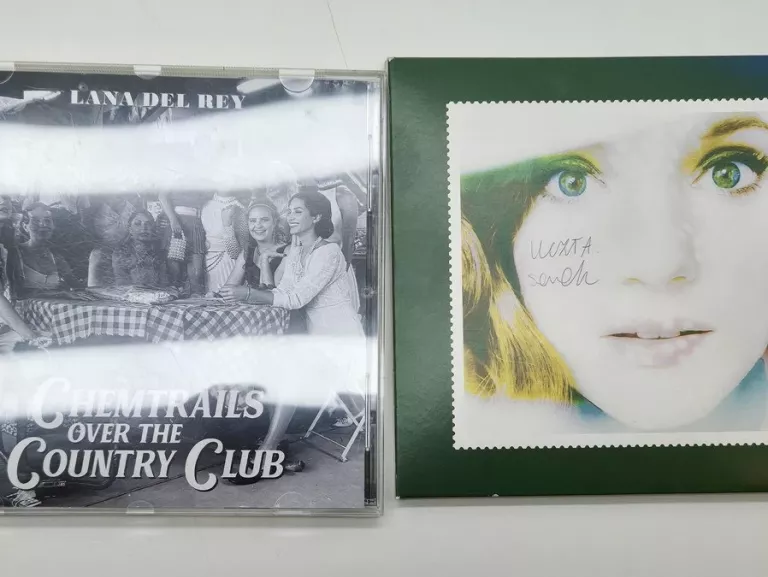 LANA DEL REY
CHEMTRAILS
OVER THE
COUNTRY CLUB